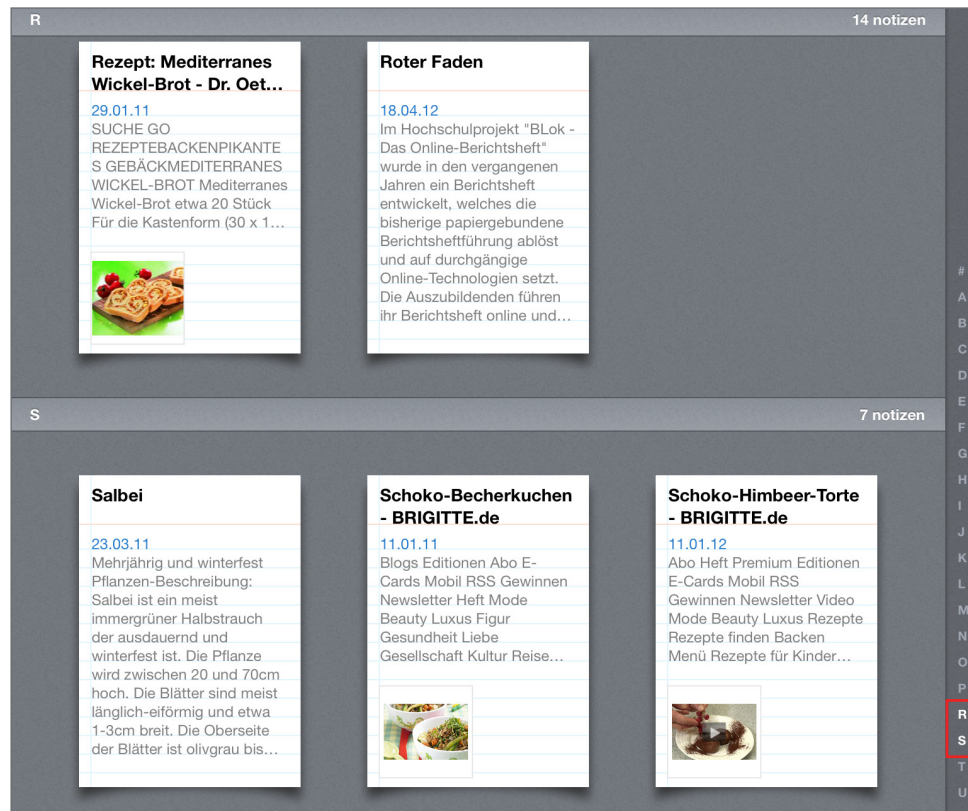 R
14 notizen
Rezept: Mediterranes
Wickel-Brot - Dr. Oet…
29.01.11
SUCHE GO
REZEPTEBACKENPIKANTE
S GEBÄCKMEDITERRANES
WICKEL-BROT Mediterranes
Wickel-Brot etwa 20 Stück
Für die Kastenform (30 x 1…
Roter Faden
18.04.12
Im Hochschulprojekt "BLok -
Das Online-Berichtsheft"
wurde in den vergangenen
Jahren ein Berichtsheft
entwickelt, welches die
bisherige papiergebundene
Berichtsheftführung ablöst
und auf durchgängige
Online-Technologien setzt.
Die Auszubildenden führen
ihr Berichtsheft online und…
S
7 notizen
Salbei
23.03.11
Mehrjährig und winterfest
Pflanzen-Beschreibung:
Salbei ist ein meist
immergrüner Halbstrauch
der ausdauernd und
winterfest ist. Die Pflanze
wird zwischen 20 und 70cm
hoch. Die Blätter sind meist
länglich-eiförmig und etwa
1-3cm breit. Die Oberseite
der Blätter ist olivgrau bis…
Schoko-Becherkuchen
- BRIGITTE.de
11.01.11
Blogs Editionen Abo E-
Cards Mobil RSS Gewinnen
Newsletter Heft Mode
Beauty Luxus Figur
Gesundheit Liebe
Gesellschaft Kultur Reise…
Schoko-Himbeer-Torte
- BRIGITTE.de
11.01.12
Abo Heft Premium Editionen
E-Cards Mobil RSS
Gewinnen Newsletter Video
Mode Beauty Luxus Rezepte
Rezepte finden Backen
Menü Rezepte für Kinder…
#
A
B
C
D
E
F
G
H
I
J
K
L
M
N
O
P
R
S
T
U